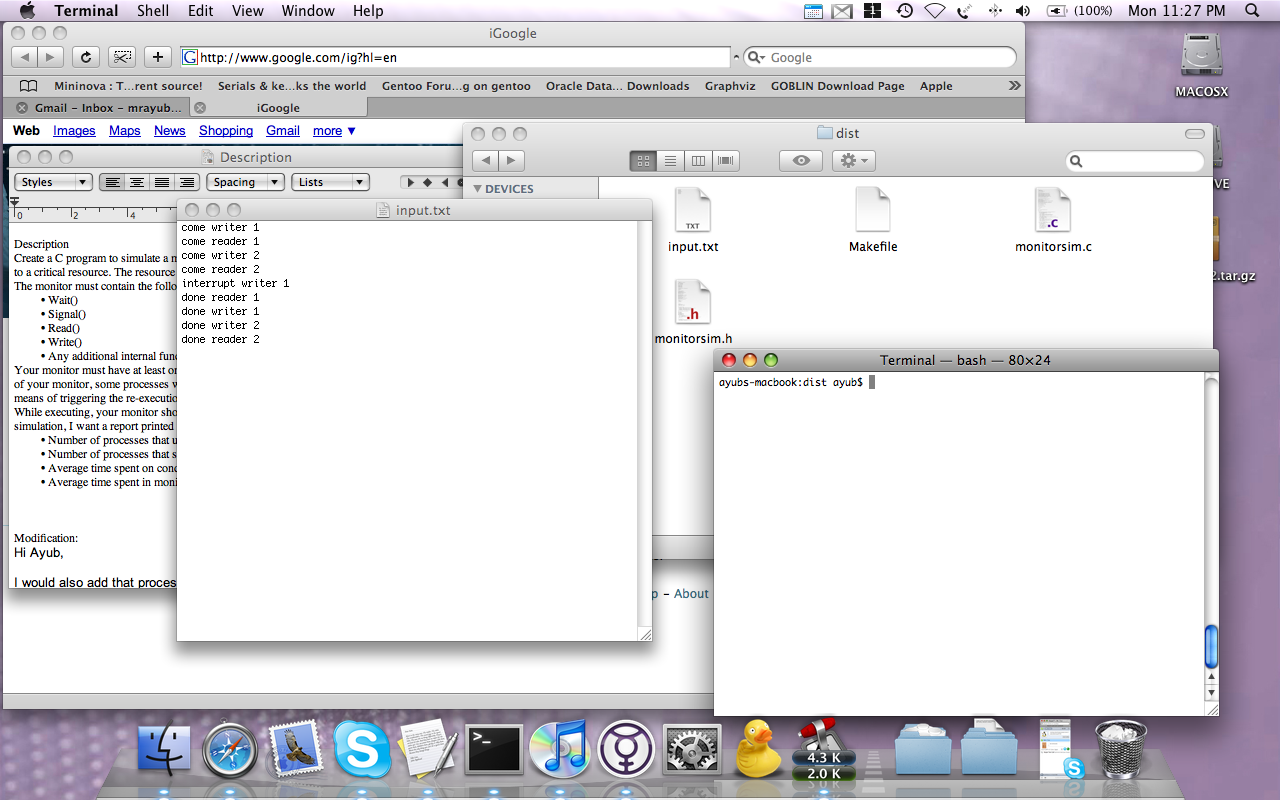 Terminal Shell Edit View Window Help (100%) Mon 11:27 PM
iGoogle
http://www.google.com/ig?hl=en
Google
Mininova : T...rent source! Serials & ke...ks the world Gentoo Foru...g on gentoo Oracle Data... Downloads Graphviz GOBLIN Download Page Apple
Gmail – Inbox – mrayub... iGoogle
Web Images Maps News Shopping Gmail more ▼
MACOSX
VE
2.tar.gz
dist
DEVICES
input.txt Makefile monitorsim.c
monitorsim.h
TXT
.c
.h
Description
Styles Spacing Lists
0 2 4
Description
Create a C program to simulate a m
to a critical resource. The resource
The monitor must contain the follo
• Wait()
• Signal()
• Read()
• Write()
• Any additional internal func
Your monitor must have at least on
of your monitor, some processes w
means of triggering the re-executio
While executing, your monitor sho
simulation, I want a report printed
• Number of processes that u
• Number of processes that s
• Average time spent on cond
• Average time spent in moni
Modification:
Hi Ayub,
I would also add that proces
input.txt
come writer 1
come reader 1
come writer 2
come reader 2
interrupt writer 1
done reader 1
done writer 1
done writer 2
done reader 2
p – About
Terminal — bash — 80×24
ayubs-macbook:dist ayub$
>_
4.3 K
2.0 K